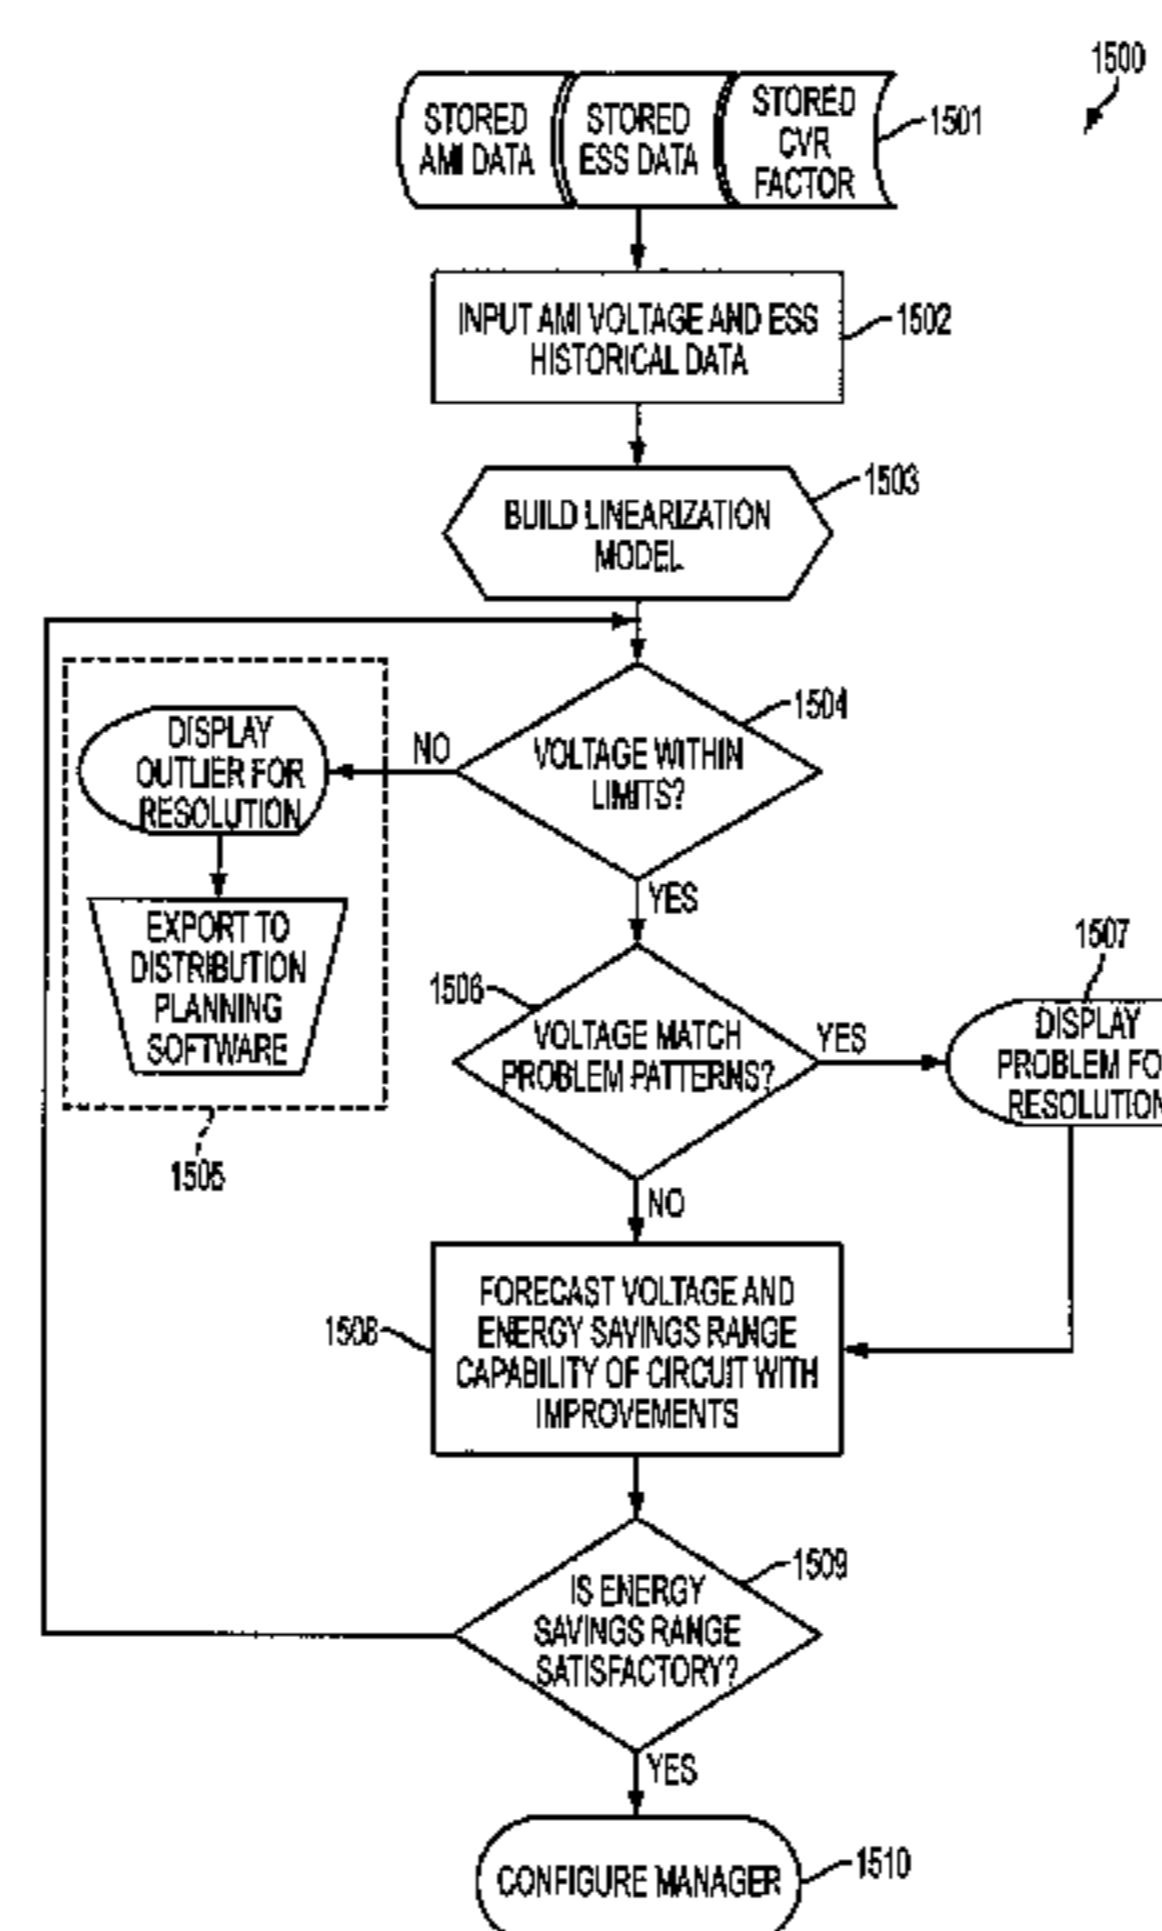 1500
STORED
AMI DATA
STORED
ESS DATA
STORED
CVR
FACTOR
1501
INPUT AMI VOLTAGE AND ESS
HISTORICAL DATA
1502
BUILD LINEARIZATION
MODEL
1503
VOLTAGE WITHIN
LIMITS?
1504
NO
DISPLAY
OUTLIER FOR
RESOLUTION
EXPORT TO
DISTRIBUTION
PLANNING
SOFTWARE
1505
YES
1506
VOLTAGE MATCH
PROBLEM PATTERNS?
YES
1507
DISPLAY
PROBLEM FO
RESOLUTION
NO
1508
FORECAST VOLTAGE AND
ENERGY SAVINGS RANGE
CAPABILITY OF CIRCUIT WITH
IMPROVEMENTS
IS ENERGY
SAVINGS RANGE
SATISFACTORY?
1509
YES
CONFIGURE MANAGER
1510